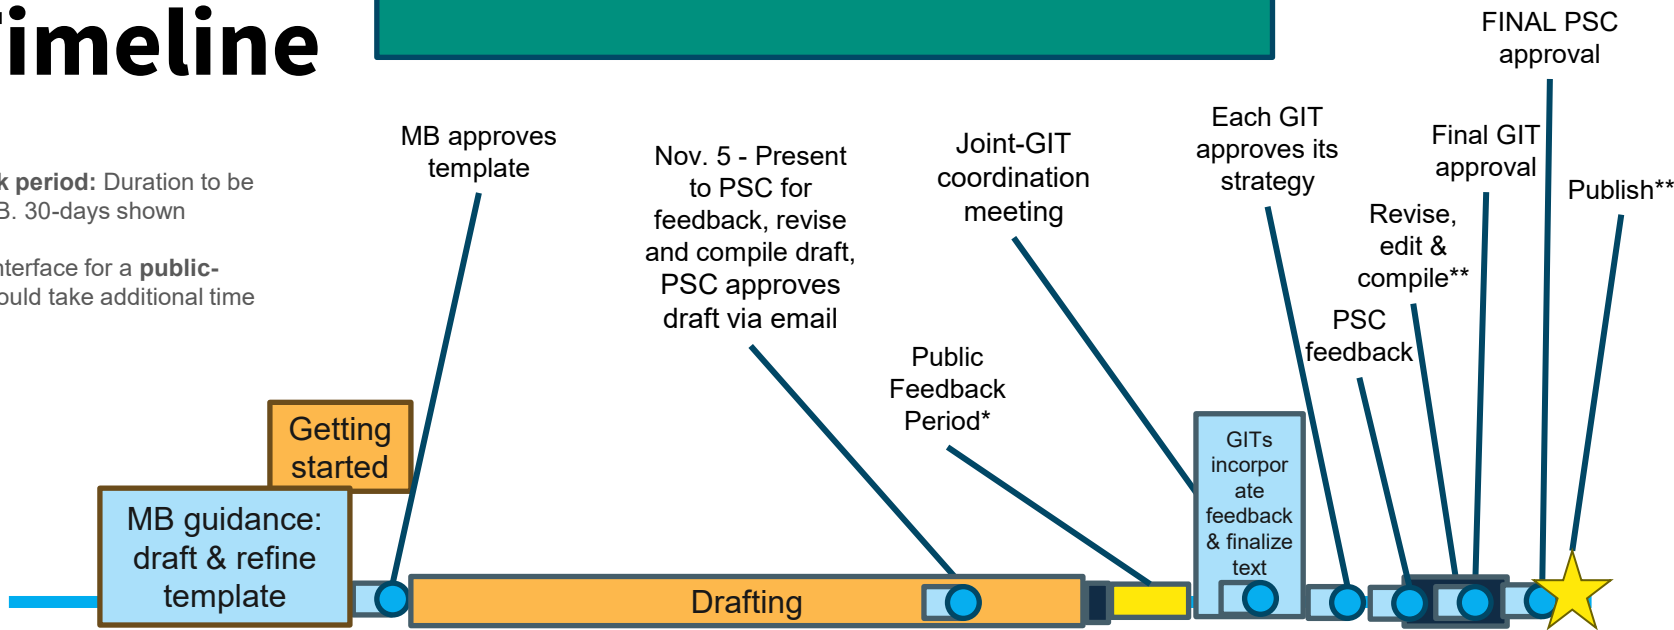 Timeline
k period: Duration to be
B. 30-days shown
nterface for a public-
ould take additional time
MB approves
template
Nov. 5 - Present
to PSC for
feedback, revise
and compile draft,
PSC approves
draft via email
Public
Feedback
Period*
Joint-GIT
coordination
meeting
Each GIT
approves its
strategy
PSC
feedback
Revise,
edit &
compile**
Final GIT
approval
FINAL PSC
approval
Publish**
Getting
started
MB guidance:
draft & refine
template
Drafting
GITs
incorpor
ate
feedback
& finalize
text